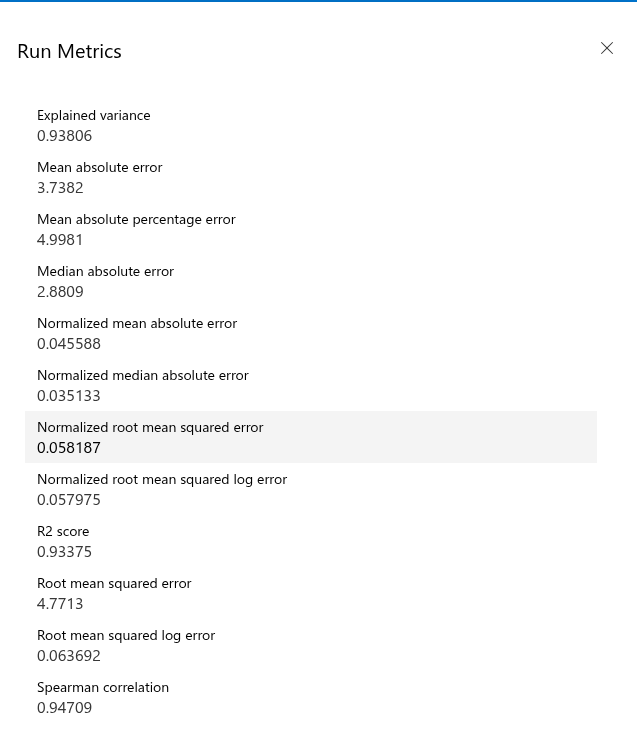 Run Metrics
Explained variance
0.93806
Mean absolute error
3.7382
Mean absolute percentage error
4.9981
Median absolute error
2.8809
Normalized mean absolute error
0.045588
Normalized median absolute error
0.035133
Normalized root mean squared error
0.058187
Normalized root mean squared log error
0.057975
R2 score
0.93375
Root mean squared error
4.7713
Root mean squared log error
0.063692
Spearman correlation
0.94709